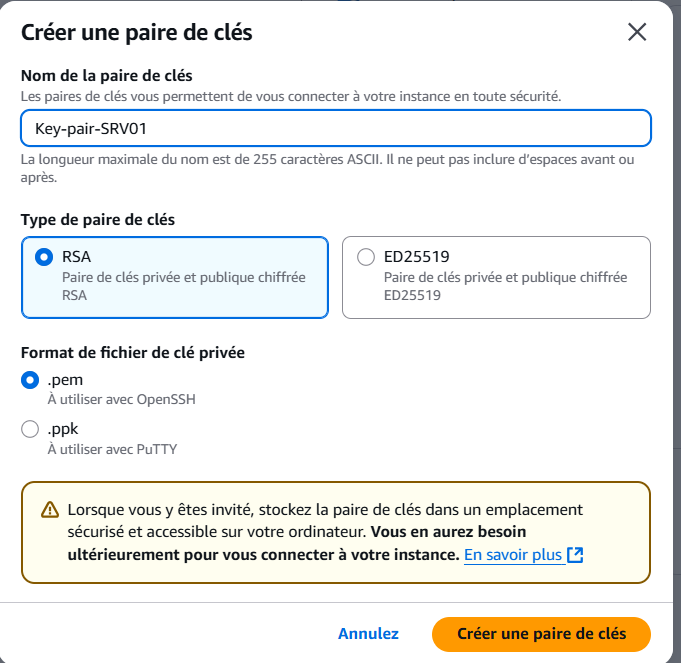 Créer une paire de clés
Nom de la paire de clés
Les paires de clés vous permettent de vous connecter à votre instance en toute sécurité.
Key-pair-SRV01
La longueur maximale du nom est de 255 caractères ASCII. Il ne peut pas inclure d’espaces avant ou
après.
Type de paire de clés
RSA
Paire de clés privée et publique chiffrée
RSA
ED25519
Paire de clés privée et publique chiffrée
ED25519
Format de fichier de clé privée
.pem
À utiliser avec OpenSSH
.ppk
À utiliser avec PuTTY
Lorsque vous y êtes invité, stockez la paire de clés dans un emplacement
sécurisé et accessible sur votre ordinateur. Vous en aurez besoin
ultérieurement pour vous connecter à votre instance. En savoir plus
Annulez
Créer une paire de clés